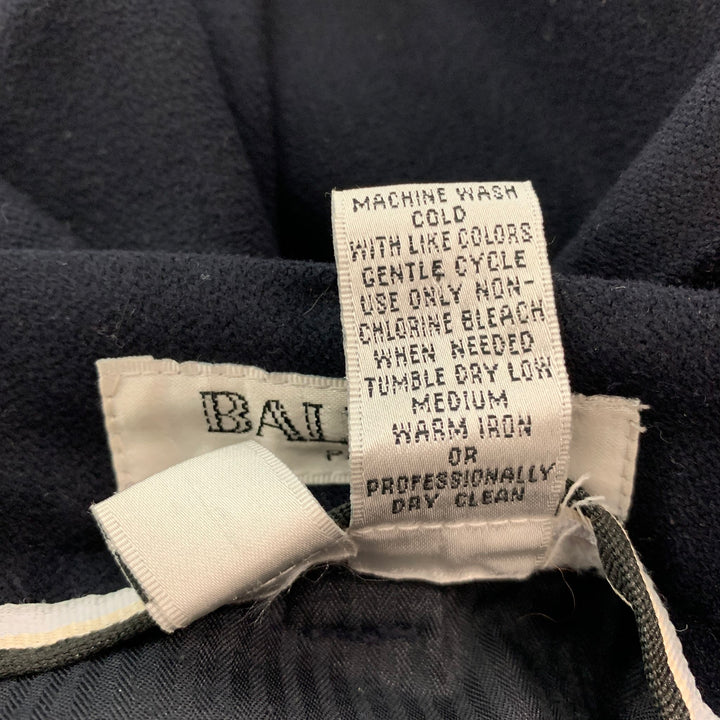 MACHINE WASH
COLD
WITH LIKE COLORS
GENTLE CYCLE
USE ONLY NON-
CHLORINE BLEACH
WHEN NEEDED
TUMBLE DRY LOW
MEDIUM
WARM IRON
OR
PROFESSIONALLY
DRY CLEAN
BAL
P